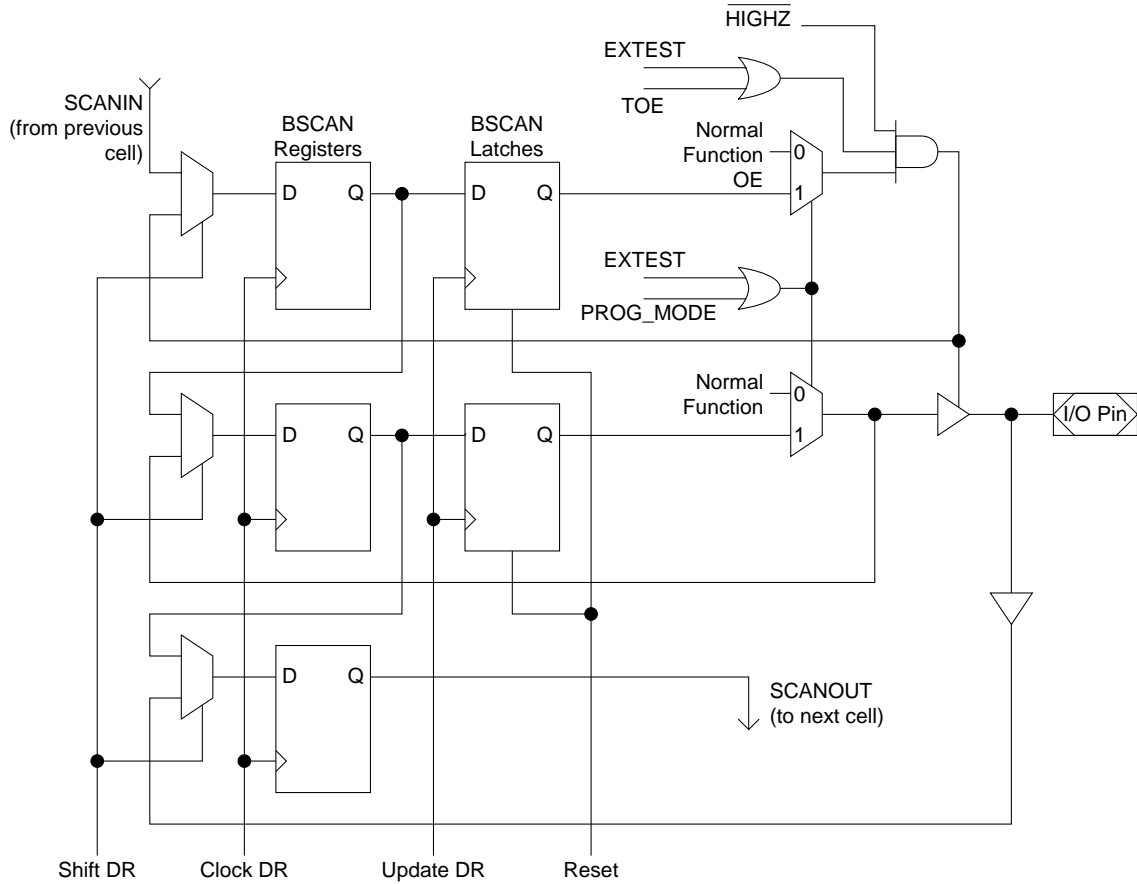 HIGHZ
EXTEST
TOE
SCANIN
(from previous
cell)
BSCAN
Registers
BSCAN
Latches
Normal
Function
OE
0
1
D Q
D Q
EXTEST
PROG_MODE
Normal
Function
0
1
I/O Pin
D Q
D Q
D Q
SCANOUT
(to next cell)
Shift DR
Clock DR
Update DR
Reset